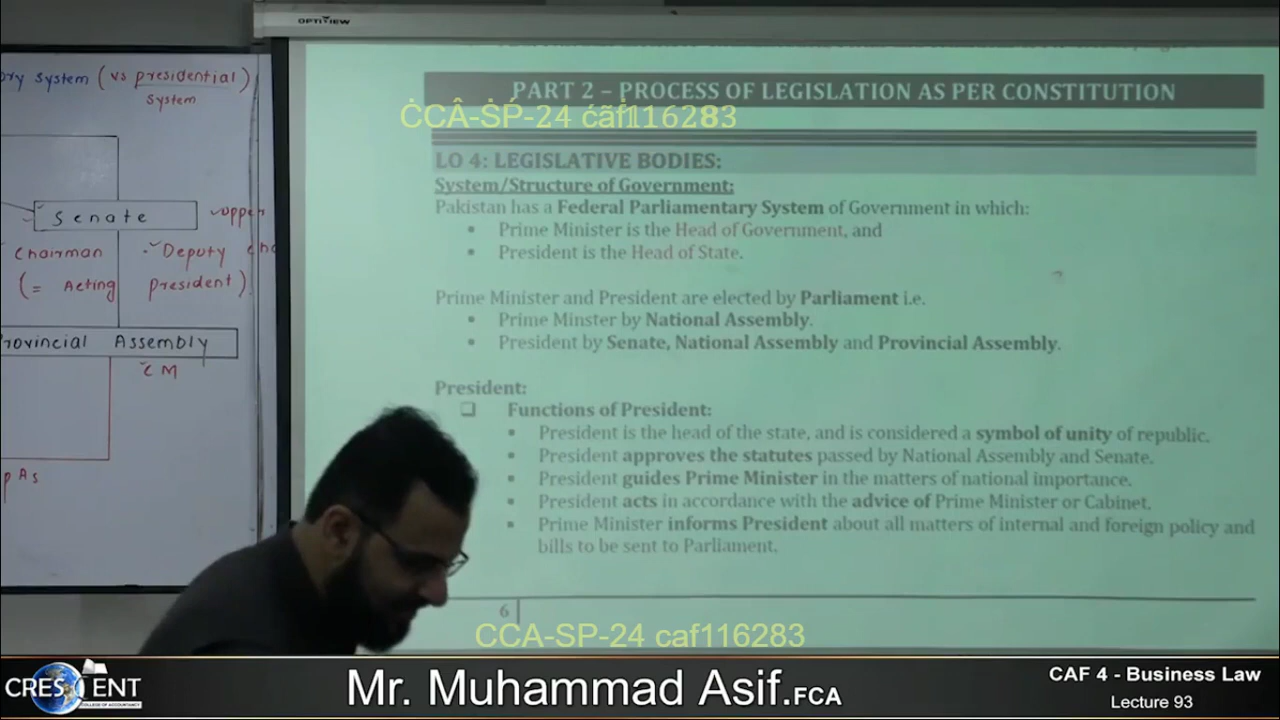 OPTIVIEW
ory system (vs presidential)
system
Senate
upper
Chairman
Deputy
(= Acting president)
rovincial Assembly
CM
PAs
PART 2 – PROCESS OF LEGISLATION AS PER CONSTITUTION
LO 4: LEGISLATIVE BODIES:
System/Structure of Government:
Pakistan has a Federal Parliamentary System of Government in which:
• Prime Minister is the Head of Government, and
• President is the Head of State.
Prime Minister and President are elected by Parliament i.e.
• Prime Minster by National Assembly.
• President by Senate, National Assembly and Provincial Assembly.
President:
❑ Functions of President:
▪ President is the head of the state, and is considered a symbol of unity of republic.
▪ President approves the statutes passed by National Assembly and Senate.
▪ President guides Prime Minister in the matters of national importance.
▪ President acts in accordance with the advice of Prime Minister or Cabinet.
▪ Prime Minister informs President about all matters of internal and foreign policy and
bills to be sent to Parliament.
6
CCA-SP-24 caf116283
CRESCENT
COLLEGE OF ACCOUNTANCY
Mr. Muhammad Asif.FCA
CAF 4 - Business Law
Lecture 93